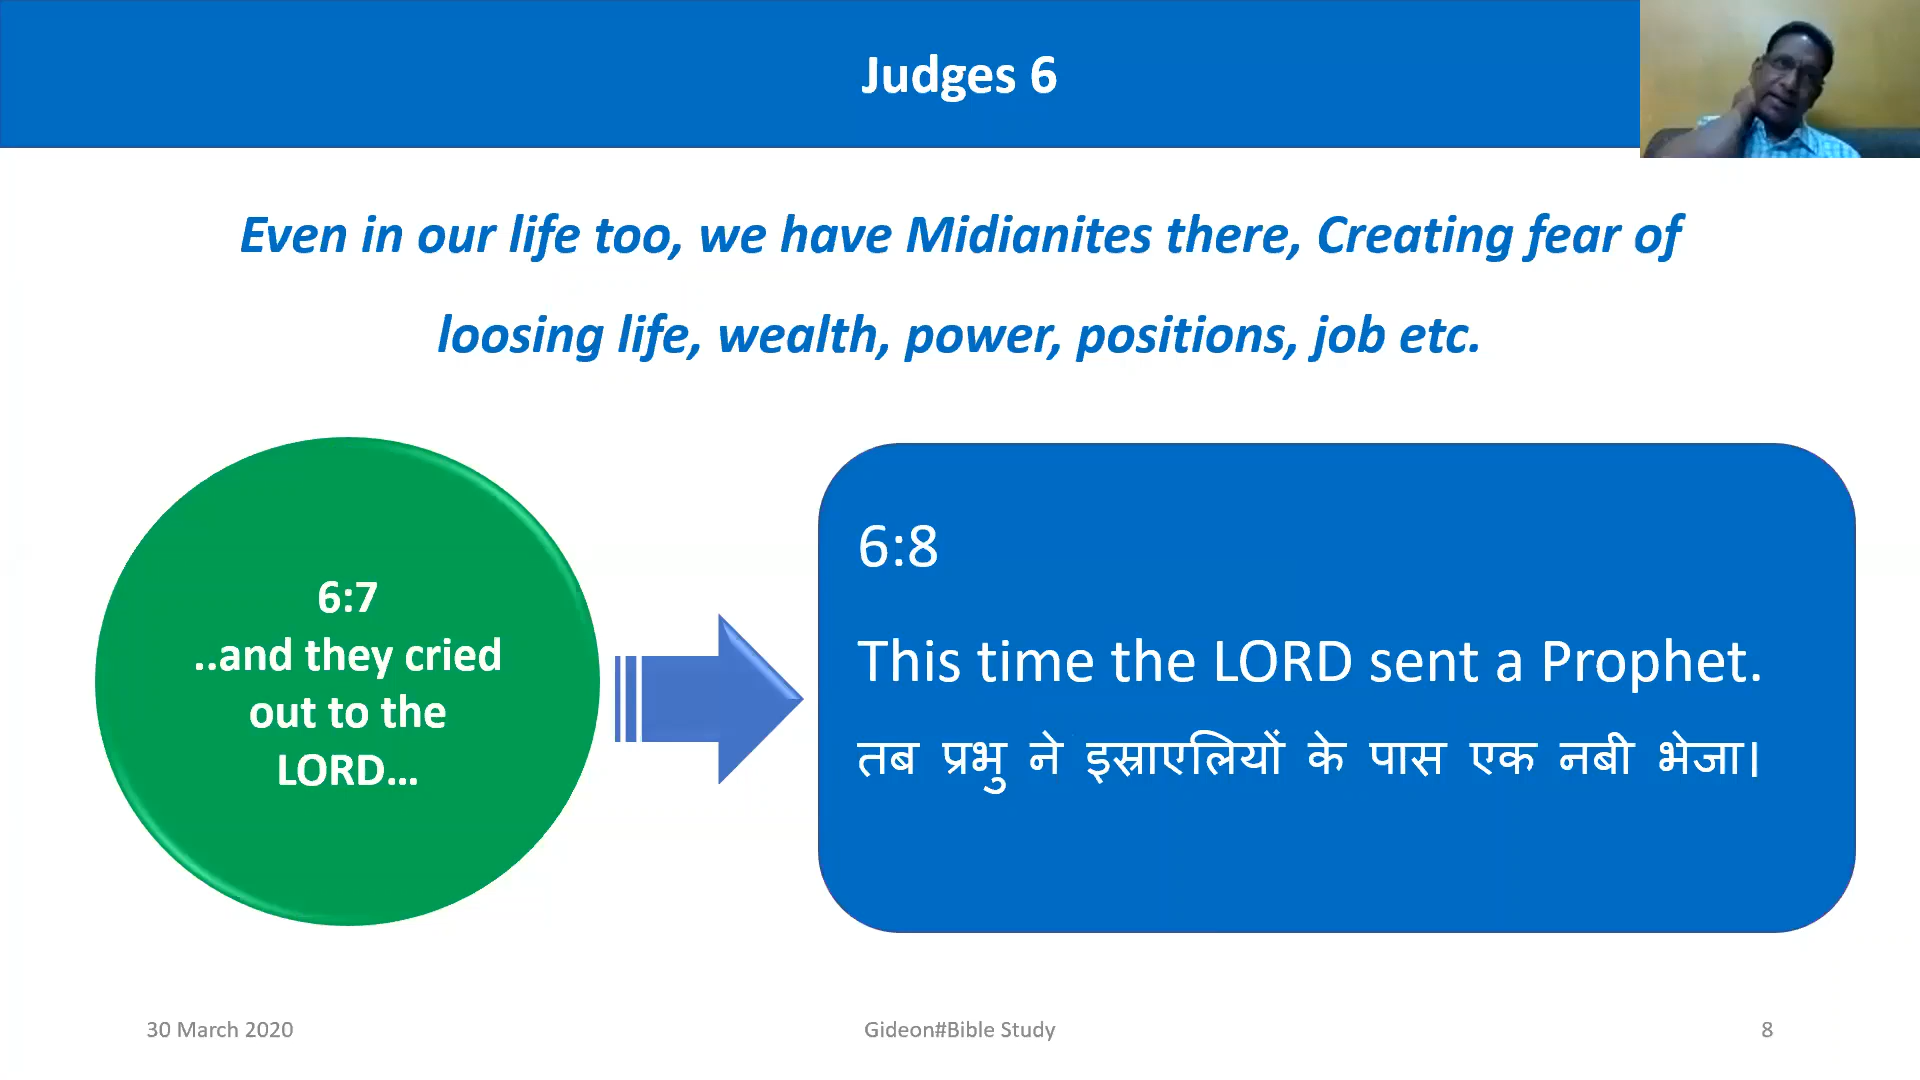 Judges 6
Even in our life too, we have Midianites there, Creating fear of
loosing life, wealth, power, positions, job etc.
6:7
..and they cried
out to the
LORD...
6:8
This time the LORD sent a Prophet.
तब प्रभु ने इस्राएलियों के पास एक नबी भेजा।
30 March 2020
Gideon#Bible Study
8